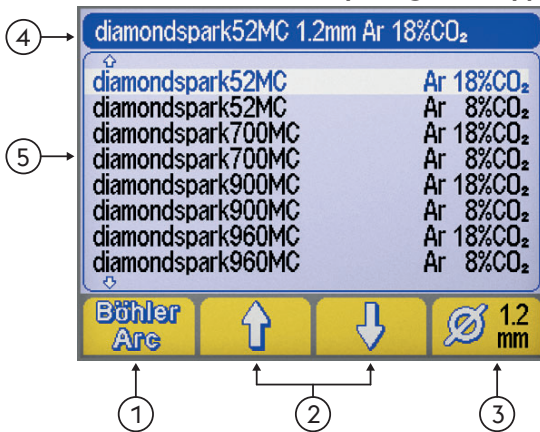 4
diamondspark52MC 1.2mm Ar 18%CO₂
5
diamondspark52MC Ar 18%CO₂
diamondspark52MC Ar 8%CO₂
diamondspark700MC Ar 18%CO₂
diamondspark700MC Ar 8%CO₂
diamondspark900MC Ar 18%CO₂
diamondspark900MC Ar 8%CO₂
diamondspark960MC Ar 18%CO₂
diamondspark960MC Ar 8%CO₂
Böhler
Arc
Ø 1.2
mm
1 2 3